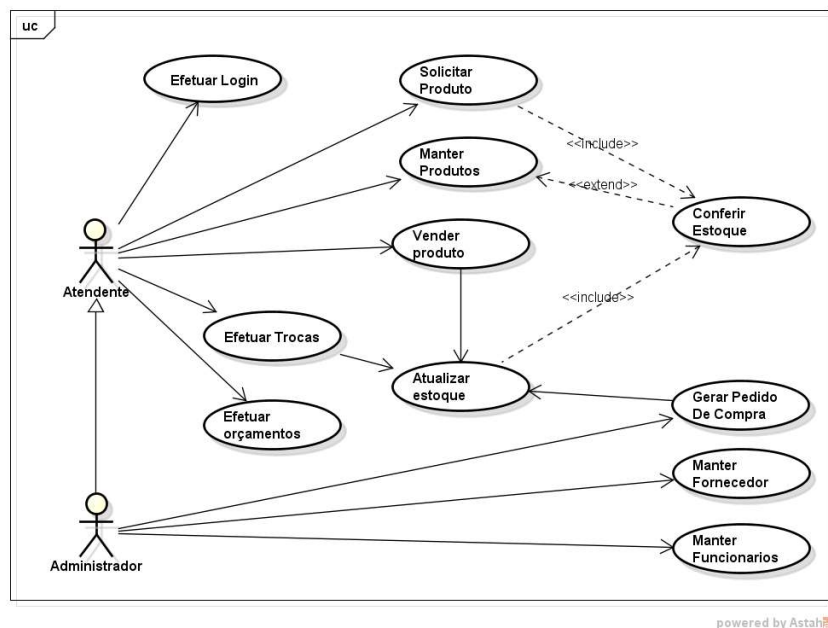 uc
Efetuar Login
Solicitar
Produto
<<include>>
Manter
Produtos
<<extend>>
Conferir
Estoque
Vender
produto
Atendente
<<include>>
Efetuar Trocas
Atualizar
estoque
Gerar Pedido
De Compra
Efetuar
orçamentos
Manter
Fornecedor
Manter
Funcionarios
Administrador
powered by Astah